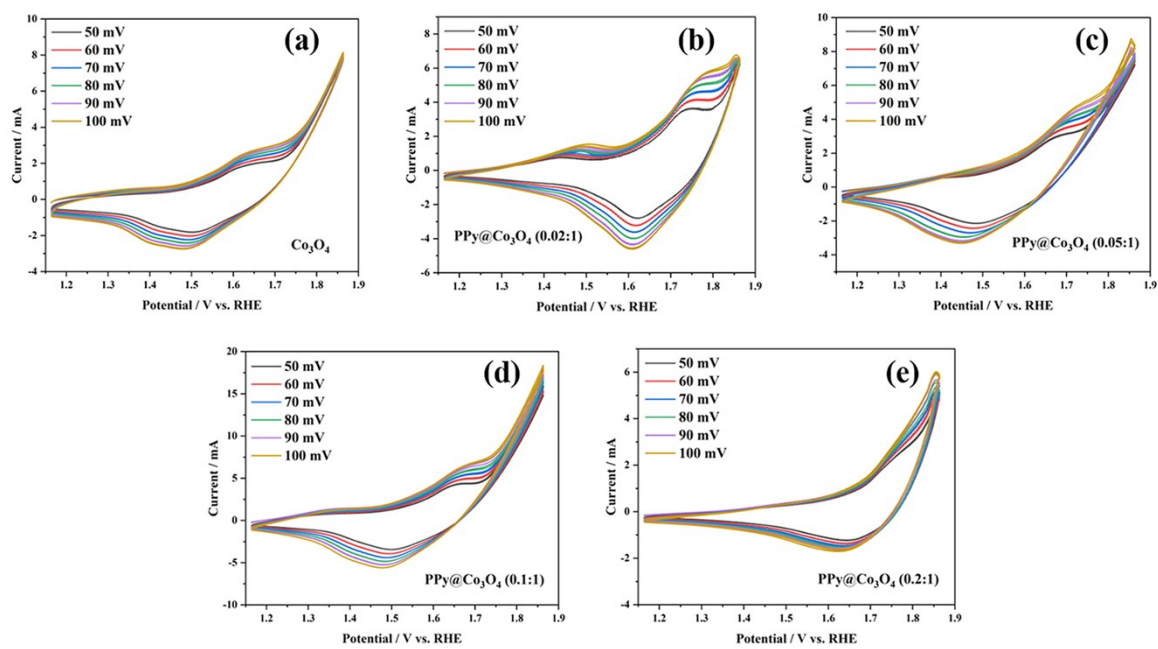 (a)
50 mV
60 mV
70 mV
80 mV
90 mV
100 mV
Co₃O₄
Current / mA
10
8
6
4
2
0
-2
-4
1.2 1.3 1.4 1.5 1.6 1.7 1.8 1.9
Potential / V vs. RHE
(b)
50 mV
60 mV
70 mV
80 mV
90 mV
100 mV
PPy@Co₃O₄ (0.02:1)
Current / mA
8
6
4
2
0
-2
-4
-6
1.2 1.3 1.4 1.5 1.6 1.7 1.8 1.9
Potential / V vs. RHE
(c)
50 mV
60 mV
70 mV
80 mV
90 mV
100 mV
PPy@Co₃O₄ (0.05:1)
Current / mA
10
8
6
4
2
0
-2
-4
1.2 1.3 1.4 1.5 1.6 1.7 1.8 1.9
Potential / V vs. RHE
(d)
50 mV
60 mV
70 mV
80 mV
90 mV
100 mV
PPy@Co₃O₄ (0.1:1)
Current / mA
20
15
10
5
0
-5
-10
1.2 1.3 1.4 1.5 1.6 1.7 1.8 1.9
Potential / V vs. RHE
(e)
50 mV
60 mV
70 mV
80 mV
90 mV
100 mV
PPy@Co₃O₄ (0.2:1)
Current / mA
6
4
2
0
-2
-4
1.2 1.3 1.4 1.5 1.6 1.7 1.8 1.9
Potential / V vs. RHE